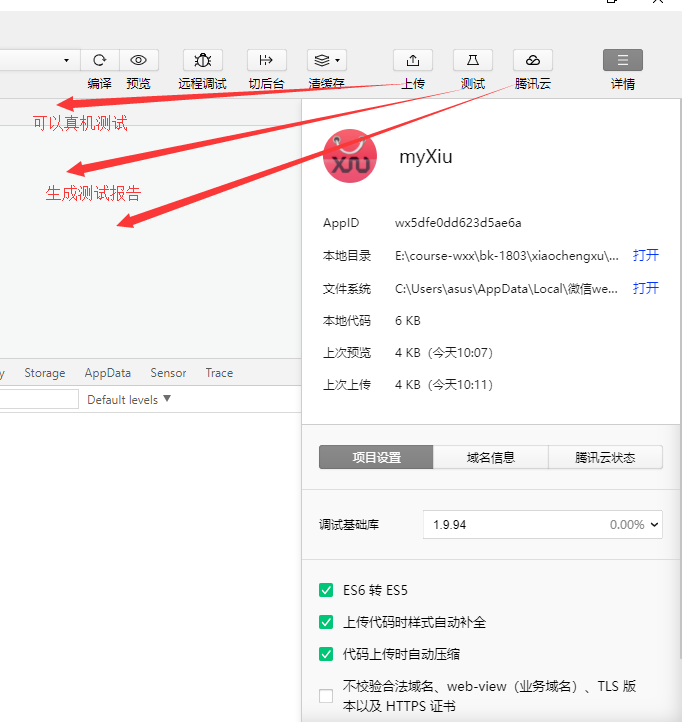 编译 预览 远程调试 切后台 清缓存 上传 测试 腾讯云 详情
可以真机测试
生成测试报告
XIU
myXiu
AppID wx5dfe0dd623d5ae6a
本地目录 E:\course-wxx\bk-1803\xiaochengxu\... 打开
文件系统 C:\Users\asus\AppData\Local\微信we... 打开
本地代码 6 KB
上次预览 4 KB（今天10:07）
上次上传 4 KB（今天10:11）
y Storage AppData Sensor Trace
Default levels ▼
项目设置 域名信息 腾讯云状态
调试基础库 1.9.94 0.00%
ES6 转 ES5
上传代码时样式自动补全
代码上传时自动压缩
不校验合法域名、web-view（业务域名）、TLS 版
本以及 HTTPS 证书